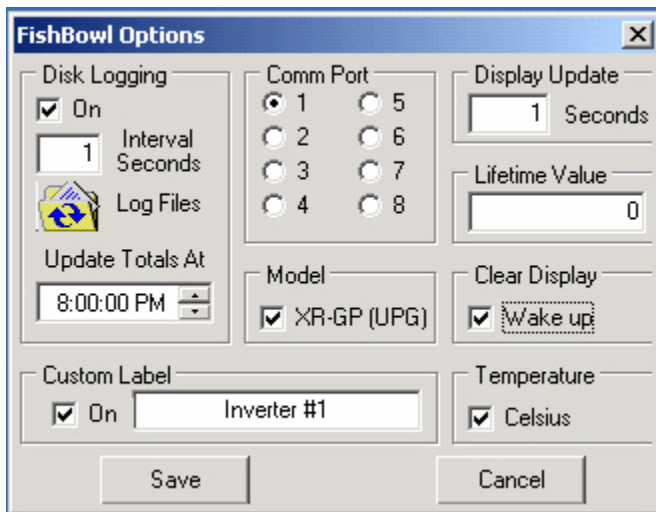 FishBowl Options
Disk Logging
On
1 Interval Seconds
Log Files
Update Totals At
8:00:00 PM
Comm Port
1 5
2 6
3 7
4 8
Model
XR-GP (UPG)
Display Update
1 Seconds
Lifetime Value
0
Clear Display
Wake up
Custom Label
On Inverter #1
Temperature
Celsius
Save Cancel